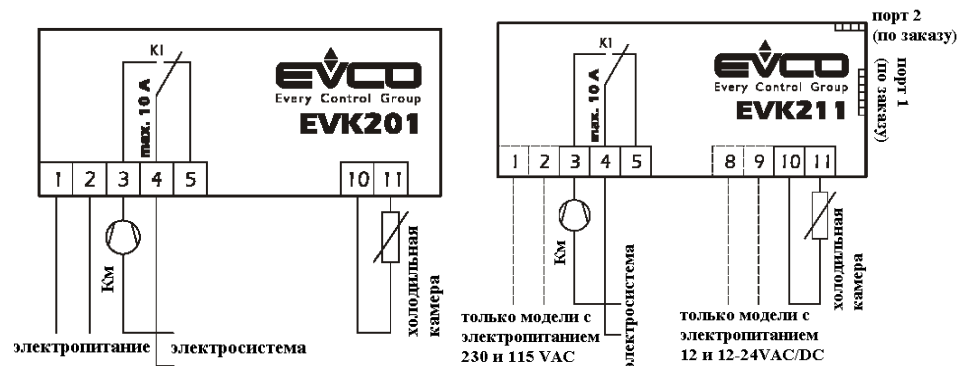 K1
max. 10 A
EVCO
Every Control Group
EVK201
1 2 3 4 5 10 11
Км
холодильная
камера
электропитание
электросистема
порт 2
(по заказу)
порт 1
(по заказу)
K1
max. 10 A
EVCO
Every Control Group
EVK211
1 2 3 4 5 8 9 10 11
Км
электросистема
холодильная
камера
только модели с
электропитанием
230 и 115 VAC
только модели с
электропитанием
12 и 12-24VAC/DC